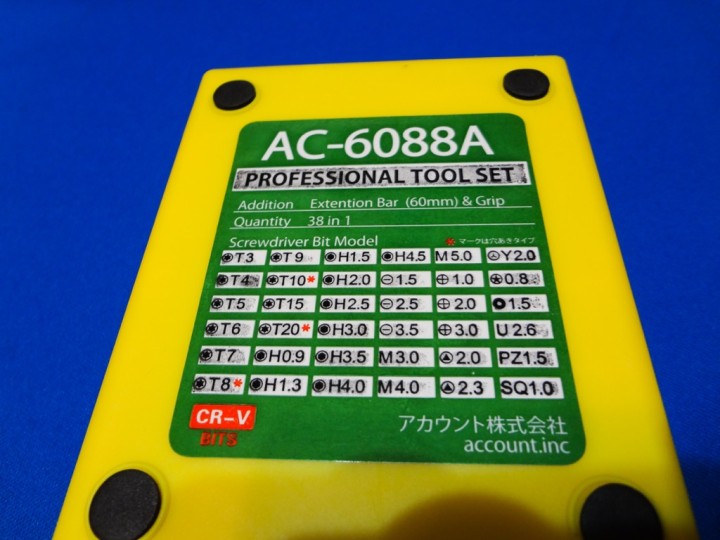 AC-6088A
PROFESSIONAL TOOL SET
Addition Extention Bar (60mm) & Grip
Quantity 38 in 1
Screwdriver Bit Model *マークは穴あきタイプ
T3 T9 H1.5 H4.5 M5.0 Y2.0
T4 T10* H2.0 1.5 1.0 0.8
T5 T15 H2.5 2.5 2.0 1.5
T6 T20* H3.0 3.5 3.0 U2.6
T7 H0.9 H3.5 M3.0 2.0 PZ1.5
T8* H1.3 H4.0 M4.0 2.3 SQ1.0
CR-V
BITS
アカウント株式会社
account.inc